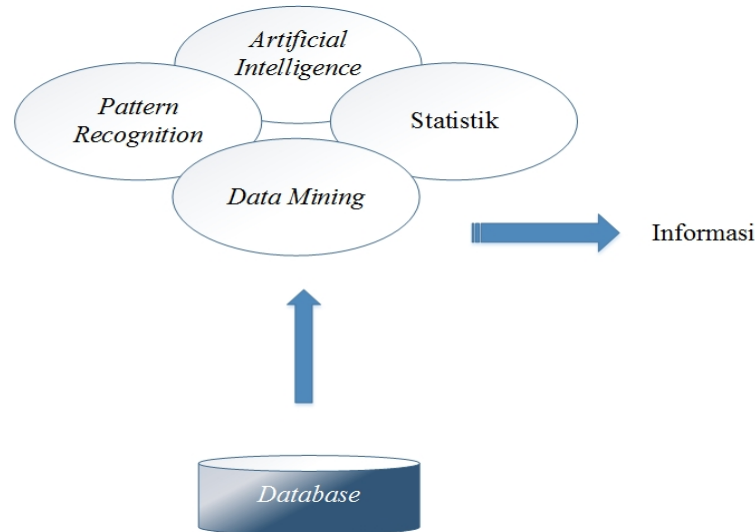 Artificial
Intelligence
Pattern
Recognition
Statistik
Data Mining
Informasi
Database